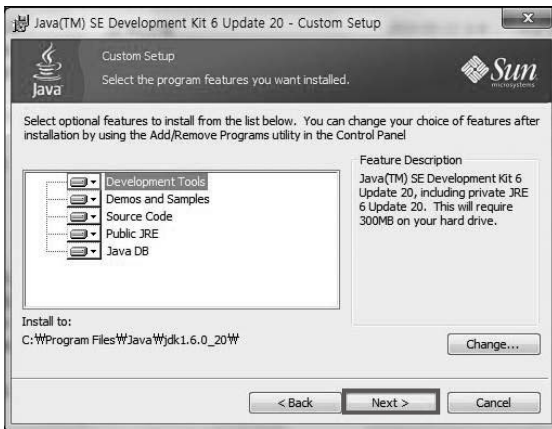 Java(TM) SE Development Kit 6 Update 20 - Custom Setup
Custom Setup
Select the program features you want installed.
Java
Sun
microsystems
Select optional features to install from the list below. You can change your choice of features after
installation by using the Add/Remove Programs utility in the Control Panel
Development Tools
Demos and Samples
Source Code
Public JRE
Java DB
Feature Description
Java(TM) SE Development Kit 6
Update 20, including private JRE
6 Update 20. This will require
300MB on your hard drive.
Install to:
C:₩Program Files₩Java₩jdk1.6.0_20₩
Change...
< Back
Next >
Cancel